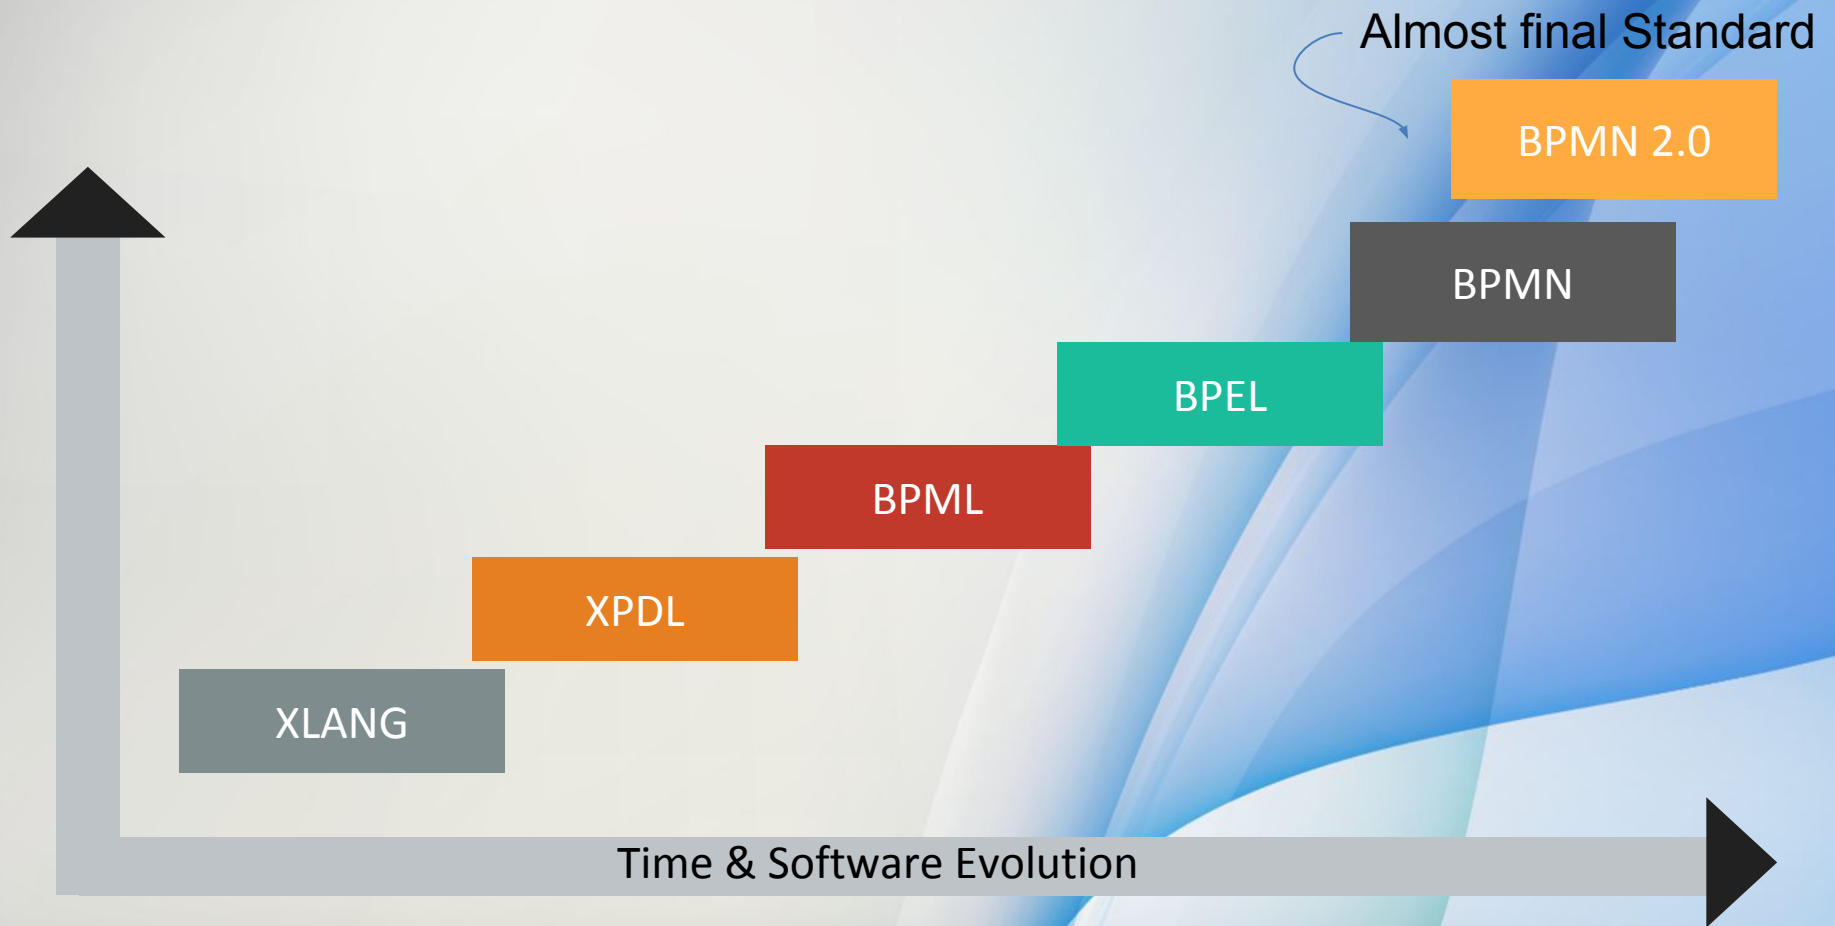 Almost final Standard
BPMN 2.0
BPMN
BPEL
BPML
XPDL
XLANG
Time & Software Evolution